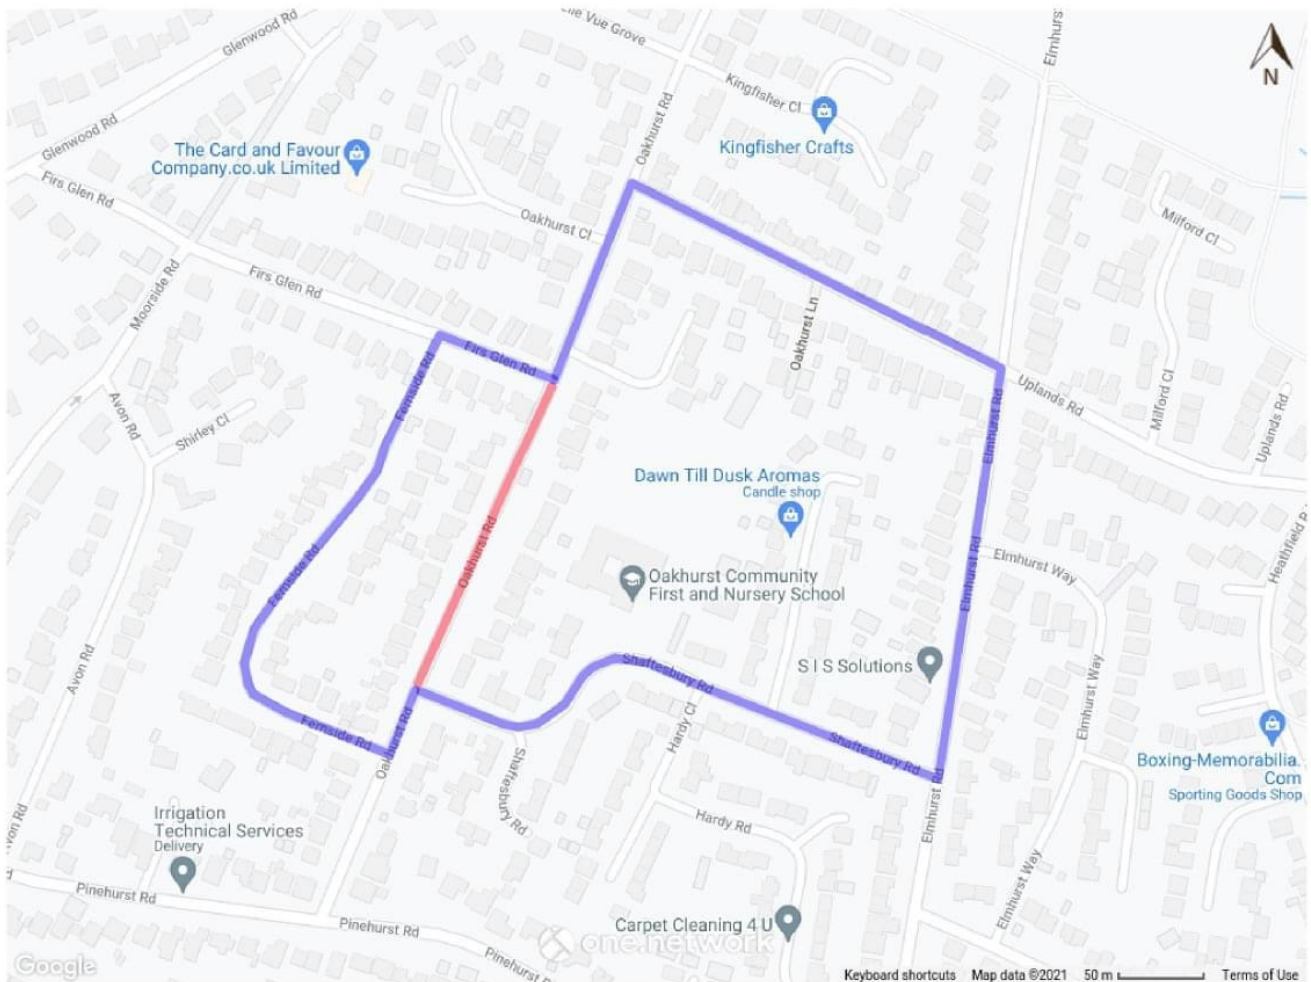 Glenwood Rd
Vue Grove
Elmhurs
Kingfisher Cl
N
Oakhurst Rd
Glenwood Rd
The Card and Favour
Company.co.uk Limited
Kingfisher Crafts
Firs Glen Rd
Oakhurst Cl
Milford Cl
Firs Glen Rd
Moorside Rd
Oakhurst Ln
Firs Glen Rd
Fernside Rd
Uplands Rd
Milford Cl
Uplands Rd
Avon Rd
Shirley Cl
Elmhurst Rd
Dawn Till Dusk Aromas
Candle shop
Oakhurst Rd
Heathfield R
Elmhurst Way
Fernside Rd
Elmhurst Rd
Oakhurst Community
First and Nursery School
Avon Rd
Shaftesbury Rd
S I S Solutions
Elmhurst Way
Hardy Cl
Fernside Rd
Oakhurst Rd
Shaftesbury Rd
Boxing-Memorabilia.
Com
Sporting Goods Shop
Shaftesbury Rd
Elmhurst Rd
Irrigation
Technical Services
Delivery
Avon Rd
Hardy Rd
Pinehurst Rd
Pinehurst Rd
Elmhurst Way
Carpet Cleaning 4 U
one.network
Pinehurst R
Google
Keyboard shortcuts Map data ©2021 50 m Terms of Use